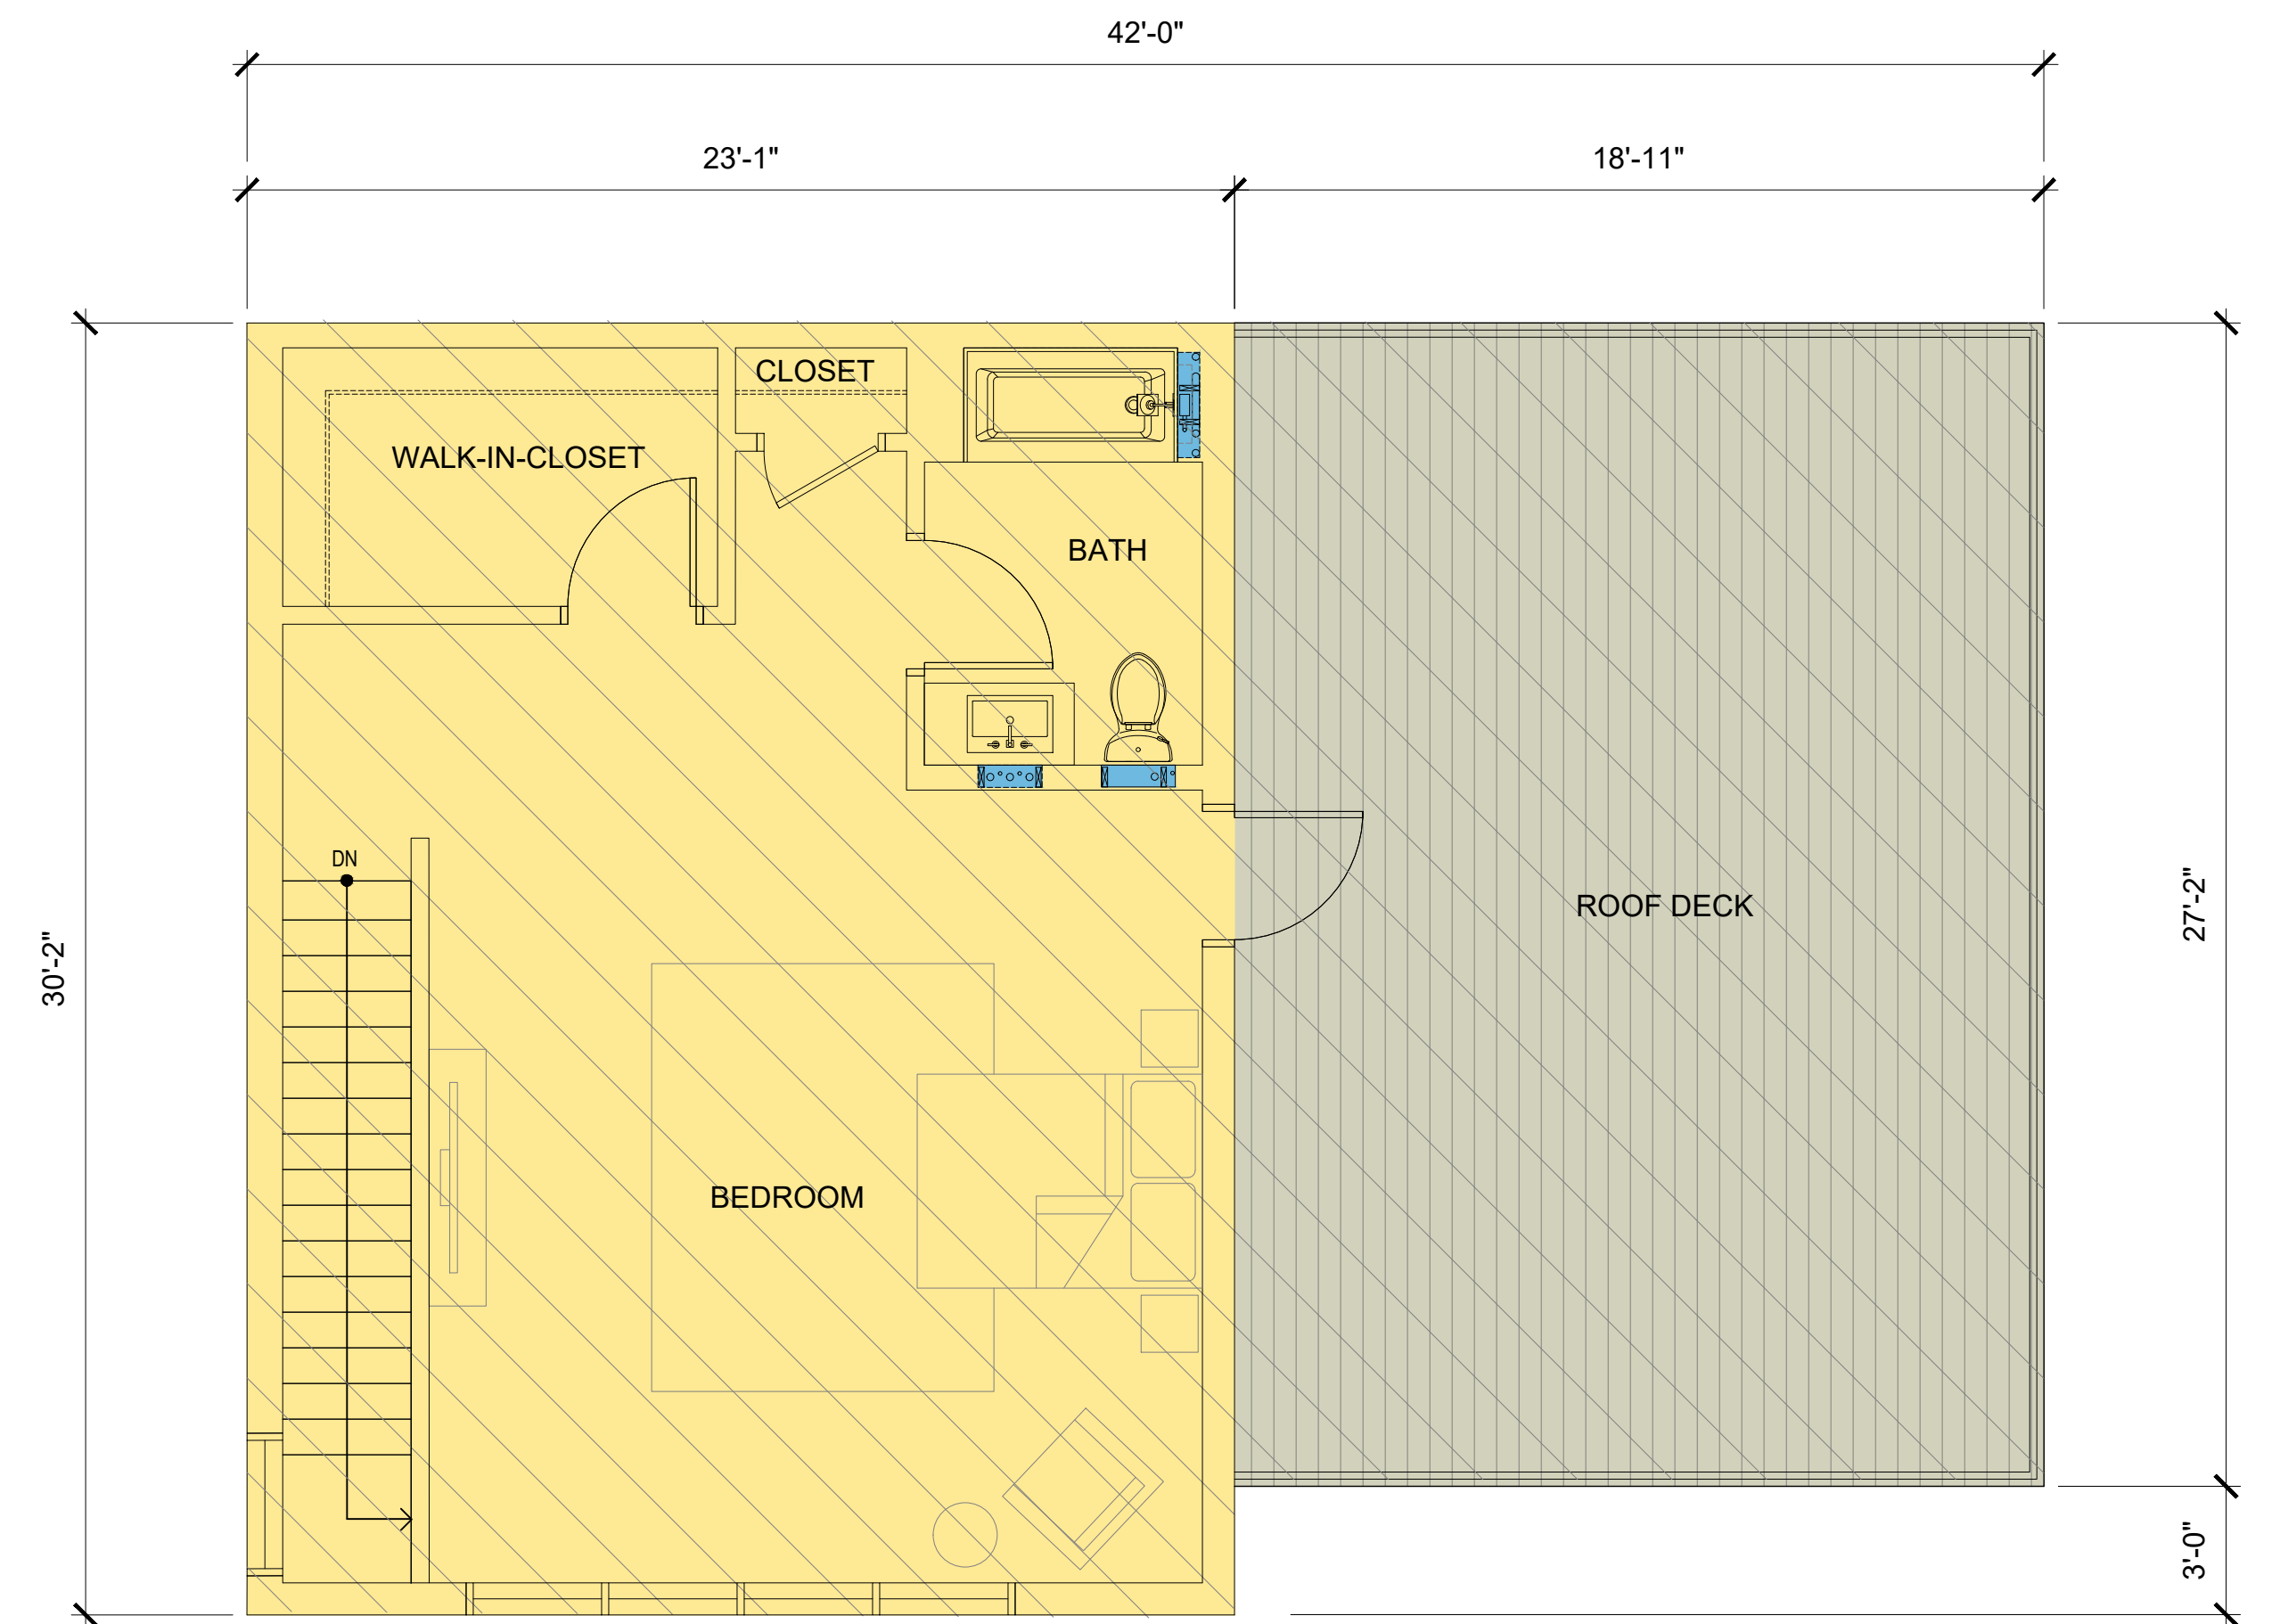 42'-0"
23'-1"
18'-11"
CLOSET
WALK-IN-CLOSET
BATH
DN
ROOF DECK
27'-2"
30'-2"
BEDROOM
3'-0"